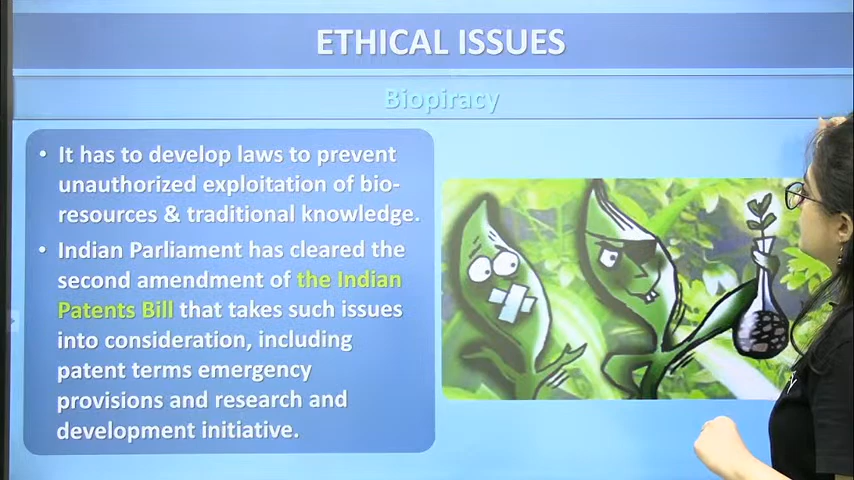 ETHICAL ISSUES
Biopiracy
• It has to develop laws to prevent
unauthorized exploitation of bio-
resources & traditional knowledge.
• Indian Parliament has cleared the
second amendment of the Indian
Patents Bill that takes such issues
into consideration, including
patent terms emergency
provisions and research and
development initiative.